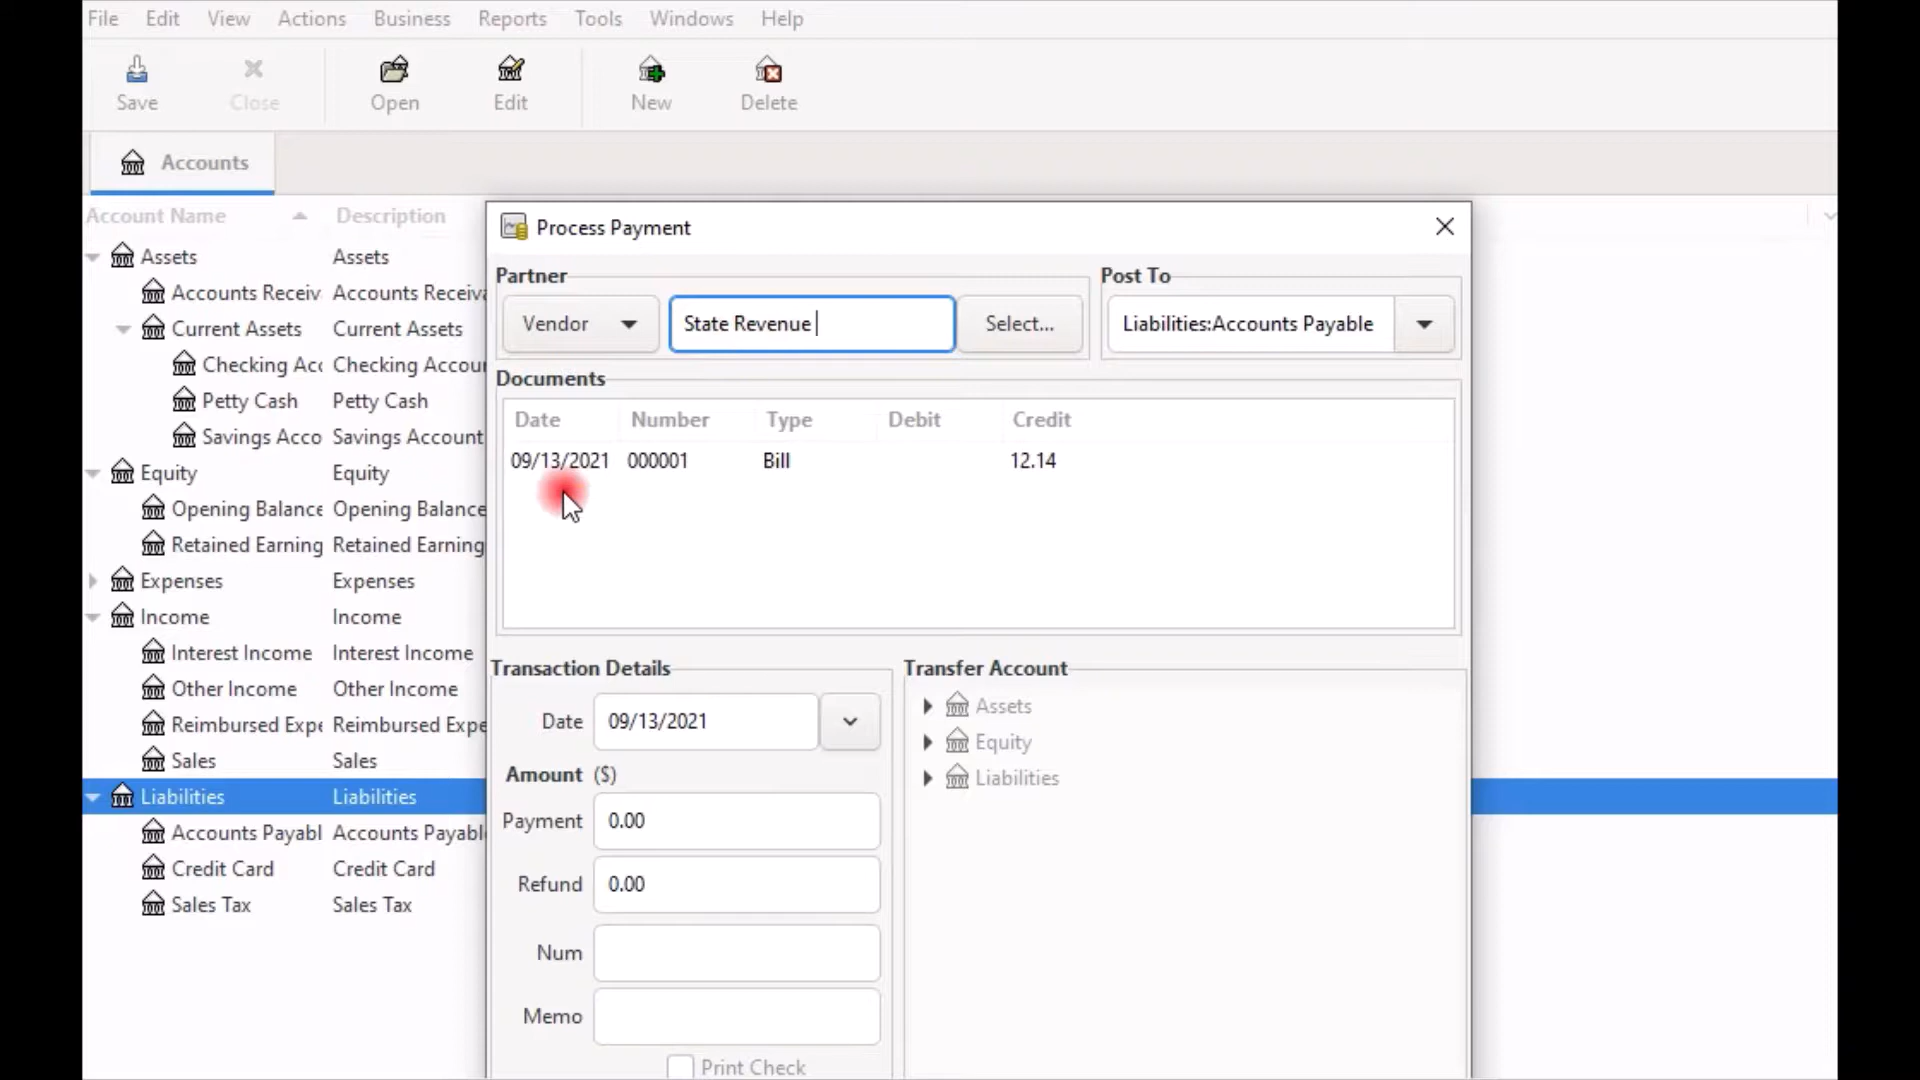 File Edit View Actions Business Reports Tools Windows Help
Save Close Open Edit New Delete
Accounts
Account Name Description
Assets Assets
Accounts Receiv Accounts Receiva
Current Assets Current Assets
Checking Acc Checking Accour
Petty Cash Petty Cash
Savings Acco Savings Account
Equity Equity
Opening Balance Opening Balance
Retained Earning Retained Earning
Expenses Expenses
Income Income
Interest Income Interest Income
Other Income Other Income
Reimbursed Expe Reimbursed Expe
Sales Sales
Liabilities Liabilities
Accounts Payabl Accounts Payabl
Credit Card Credit Card
Sales Tax Sales Tax
Process Payment
Partner
Vendor State Revenue Select...
Post To
Liabilities:Accounts Payable
Documents
Date Number Type Debit Credit
09/13/2021 000001 Bill 12.14
Transaction Details
Date 09/13/2021
Amount ($)
Payment 0.00
Refund 0.00
Num
Memo
Print Check
Transfer Account
Assets
Equity
Liabilities